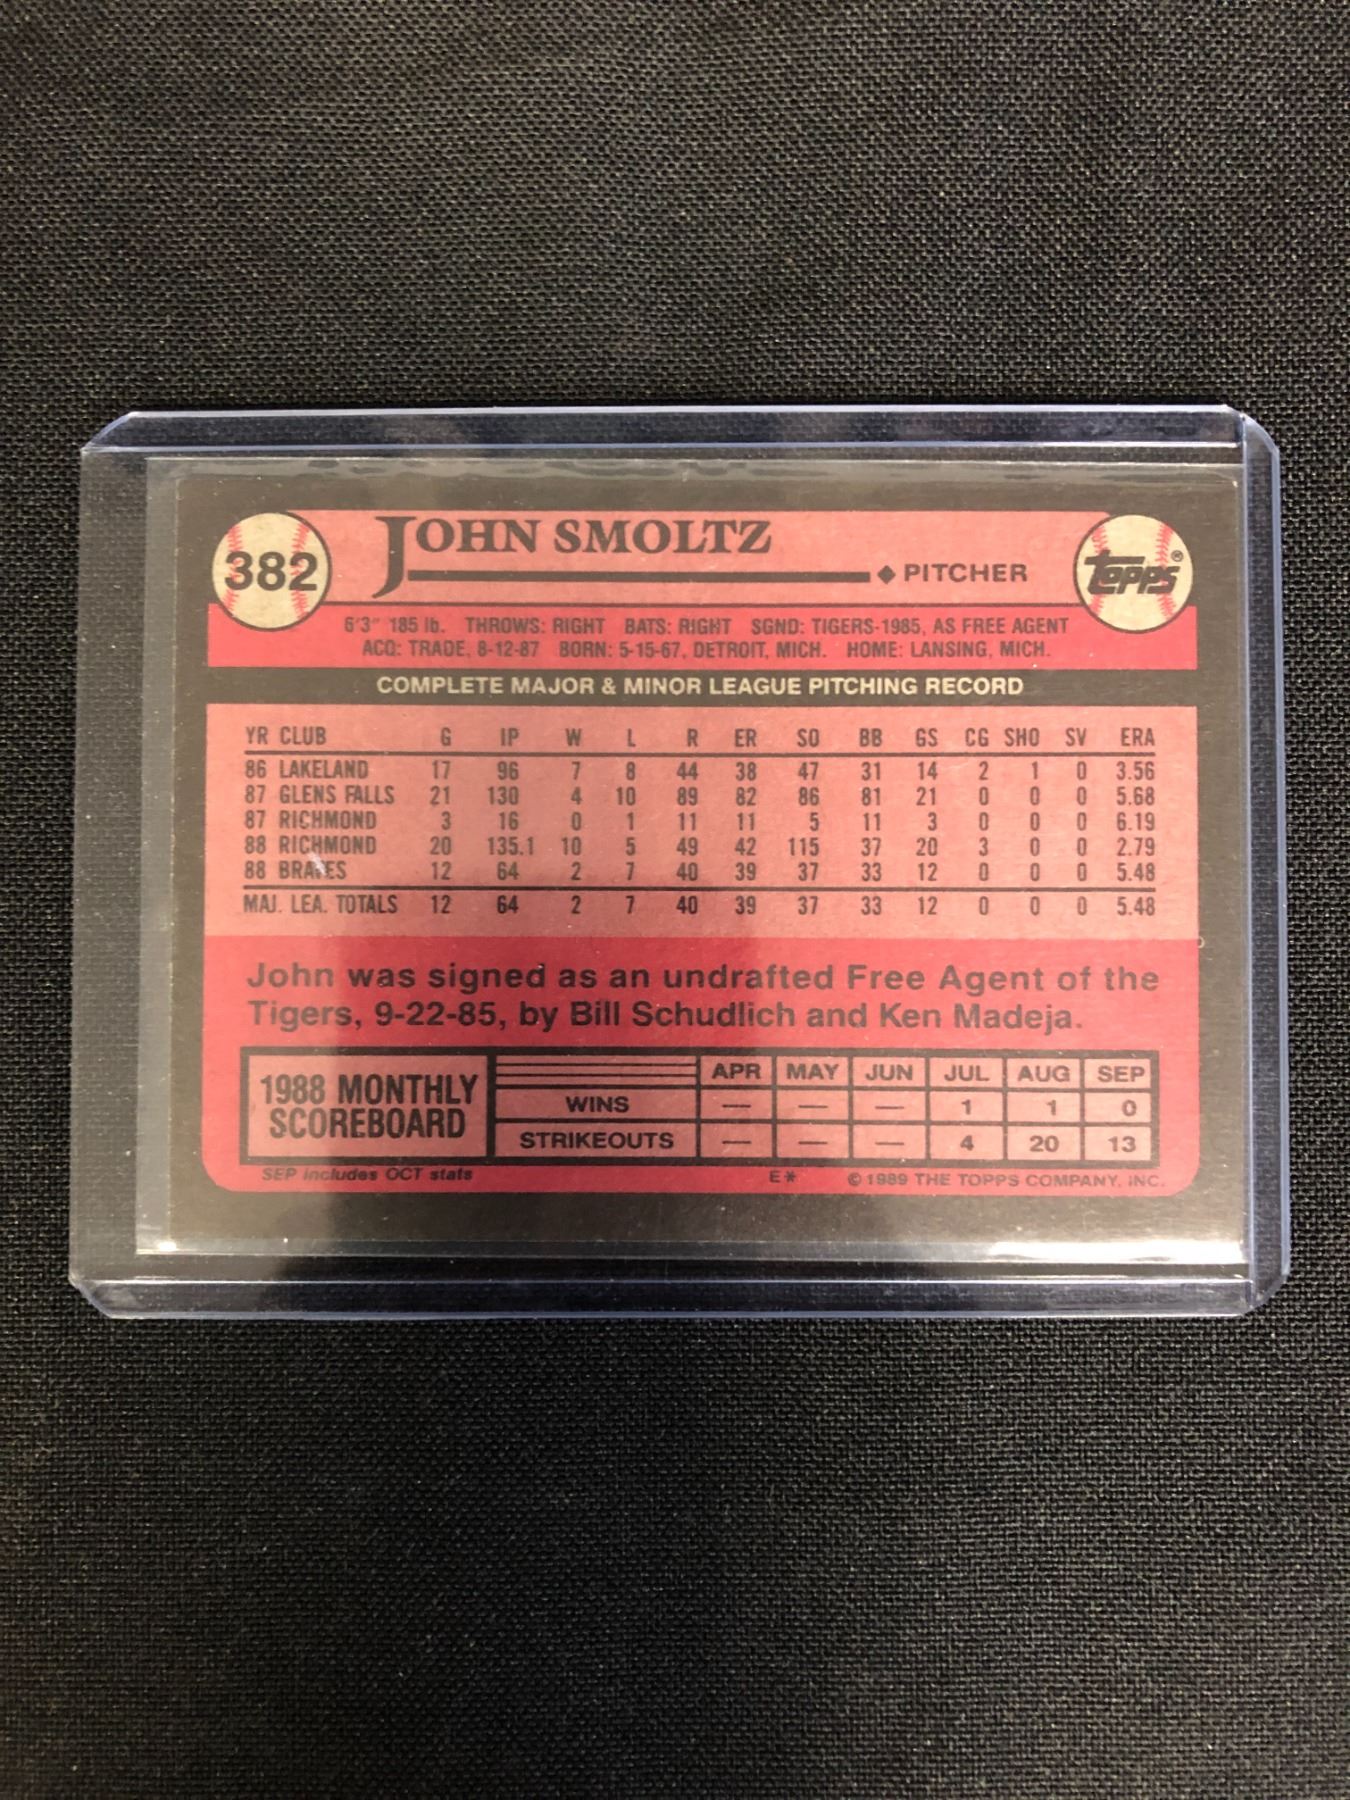 382
JOHN SMOLTZ
◆ PITCHER
Topps®
6'3" 185 lb. THROWS: RIGHT BATS: RIGHT SGND: TIGERS-1985, AS FREE AGENT
ACQ: TRADE, 8-12-87 BORN: 5-15-67, DETROIT, MICH. HOME: LANSING, MICH.
COMPLETE MAJOR & MINOR LEAGUE PITCHING RECORD
YR CLUB G IP W L R ER SO BB GS CG SHO SV ERA
86 LAKELAND 17 96 7 8 44 38 47 31 14 2 1 0 3.56
87 GLENS FALLS 21 130 4 10 89 82 86 81 21 0 0 0 5.68
87 RICHMOND 3 16 0 1 11 11 5 11 3 0 0 0 6.19
88 RICHMOND 20 135.1 10 5 49 42 115 37 20 3 0 0 2.79
88 BRAVES 12 64 2 7 40 39 37 33 12 0 0 0 5.48
MAJ. LEA. TOTALS 12 64 2 7 40 39 37 33 12 0 0 0 5.48
John was signed as an undrafted Free Agent of the
Tigers, 9-22-85, by Bill Schudlich and Ken Madeja.
1988 MONTHLY
SCOREBOARD
APR MAY JUN JUL AUG SEP
WINS — — — 1 1 0
STRIKEOUTS — — — 4 20 13
SEP includes OCT stats E* © 1989 THE TOPPS COMPANY, INC.